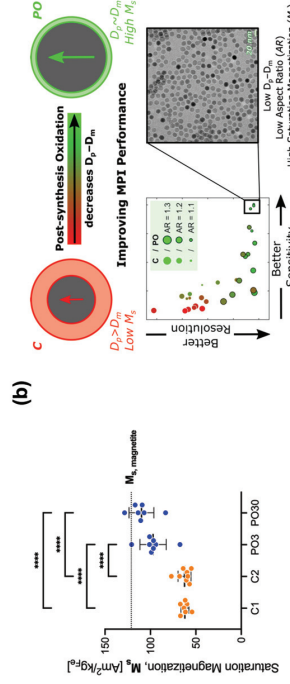 (b)
Saturation Magnetization, Ms [Am²/kgFe]
150
100
50
0
****
****
****
****
Ms, magnetite
C1
C2
PO3
PO30
C
Dp>Dm
Low Ms
Post-synthesis Oxidation
decreases Dp–Dm
PO
Dp~Dm
High Ms
Improving MPI Performance
Better
Resolution
C / PO
/ AR = 1.3
/ AR = 1.2
/ AR = 1.1
Better
Sensitivity
20 nm
Low Dp–Dm
Low Aspect Ratio (AR)